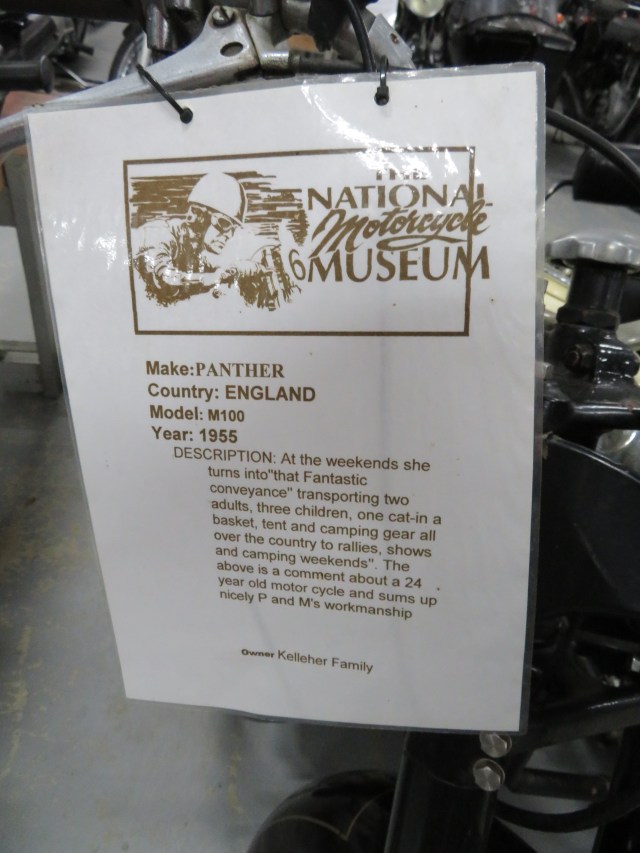 THE
NATIONAL
Motorcycle
MUSEUM
6
Make:PANTHER
Country: ENGLAND
Model: M100
Year: 1955
DESCRIPTION: At the weekends she
turns into"that Fantastic
conveyance" transporting two
adults, three children, one cat-in a
basket, tent and camping gear all
over the country to rallies, shows
and camping weekends". The
above is a comment about a 24
year old motor cycle and sums up
nicely P and M's workmanship
Owner Kelleher Family